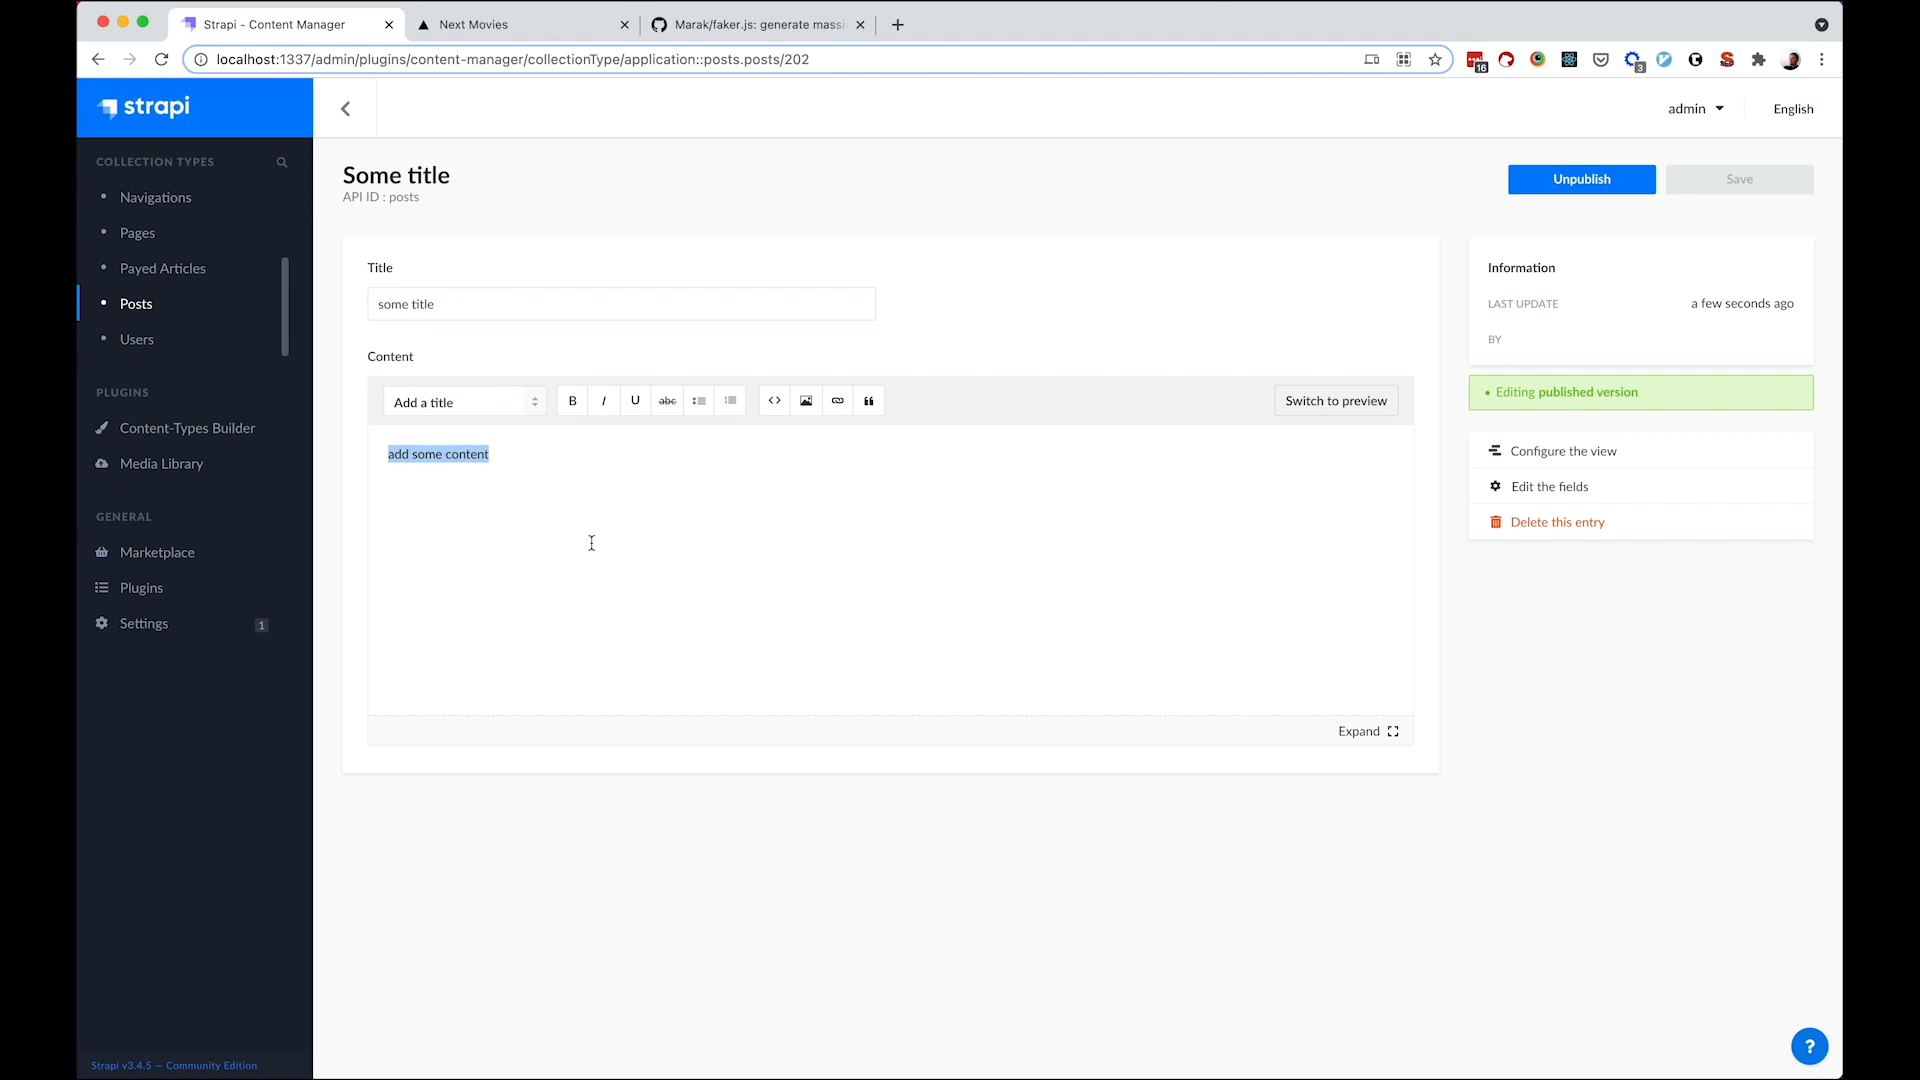 Strapi - Content Manager
Next Movies
Marak/faker.js: generate massi
localhost:1337/admin/plugins/content-manager/collectionType/application::posts.posts/202
16
3
strapi
admin
English
COLLECTION TYPES
Navigations
Pages
Payed Articles
Posts
Users
PLUGINS
Content-Types Builder
Media Library
GENERAL
Marketplace
Plugins
Settings
1
Strapi v3.4.5 — Community Edition
Some title
API ID : posts
Unpublish
Save
Title
some title
Content
Add a title
B
I
U
abc
Switch to preview
add some content
Expand
Information
LAST UPDATE
a few seconds ago
BY
• Editing published version
Configure the view
Edit the fields
Delete this entry
?